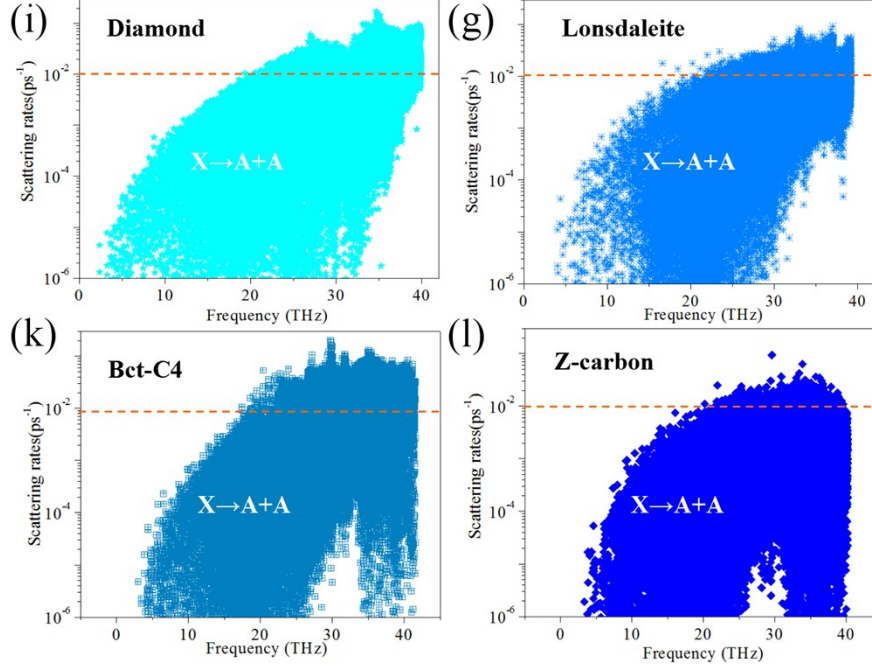 (i)
Diamond
Scattering rates(ps⁻¹)
10⁻²
10⁻⁴
10⁻⁶
X→A+A
0 10 20 30 40
Frequency (THz)
(g)
Lonsdaleite
Scattering rates(ps⁻¹)
10⁻²
10⁻⁴
10⁻⁶
X→A+A
0 10 20 30 40
Frequency (THz)
(k)
Bct-C4
Scattering rates(ps⁻¹)
10⁻²
10⁻⁴
10⁻⁶
X→A+A
0 10 20 30 40
Frequency (THz)
(l)
Z-carbon
Scattering rates(ps⁻¹)
10⁻²
10⁻⁴
10⁻⁶
X→A+A
0 10 20 30 40
Frequency (THz)